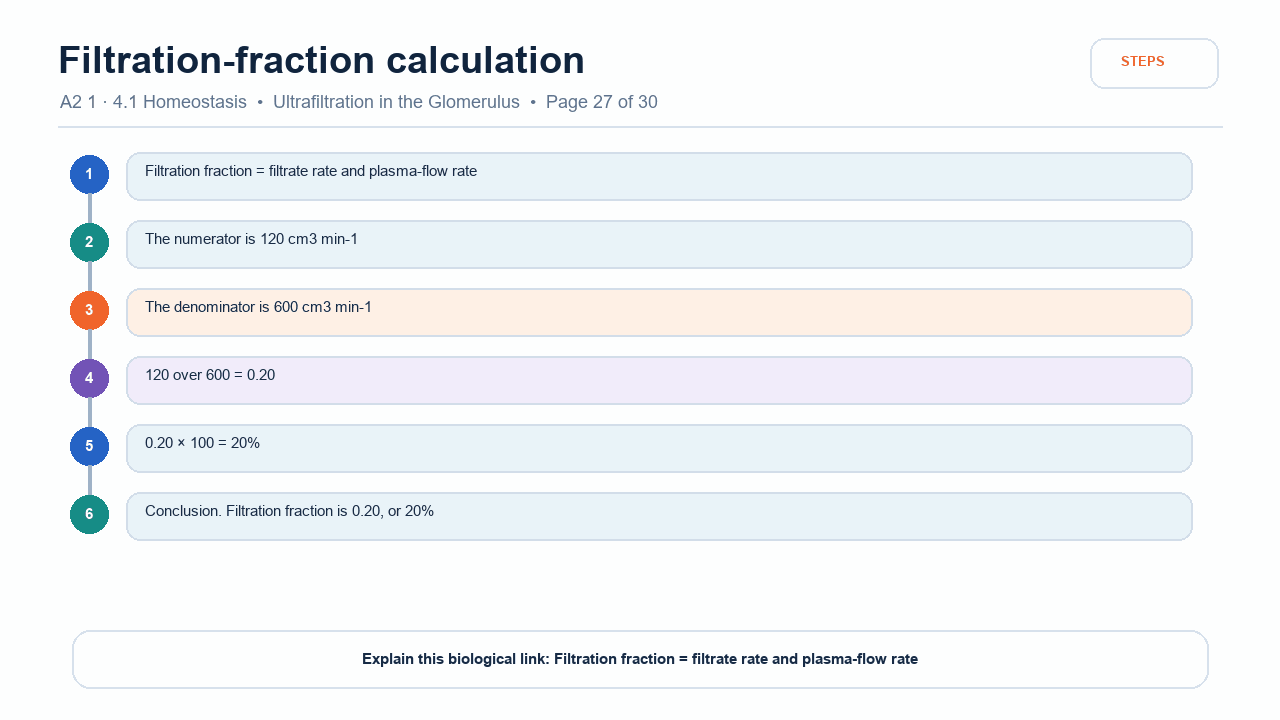 Filtration-fraction calculation
STEPS
A2 1 · 4.1 Homeostasis • Ultrafiltration in the Glomerulus • Page 27 of 30
1
Filtration fraction = filtrate rate and plasma-flow rate
2
The numerator is 120 cm3 min-1
3
The denominator is 600 cm3 min-1
4
120 over 600 = 0.20
5
0.20 × 100 = 20%
6
Conclusion. Filtration fraction is 0.20, or 20%
Explain this biological link: Filtration fraction = filtrate rate and plasma-flow rate